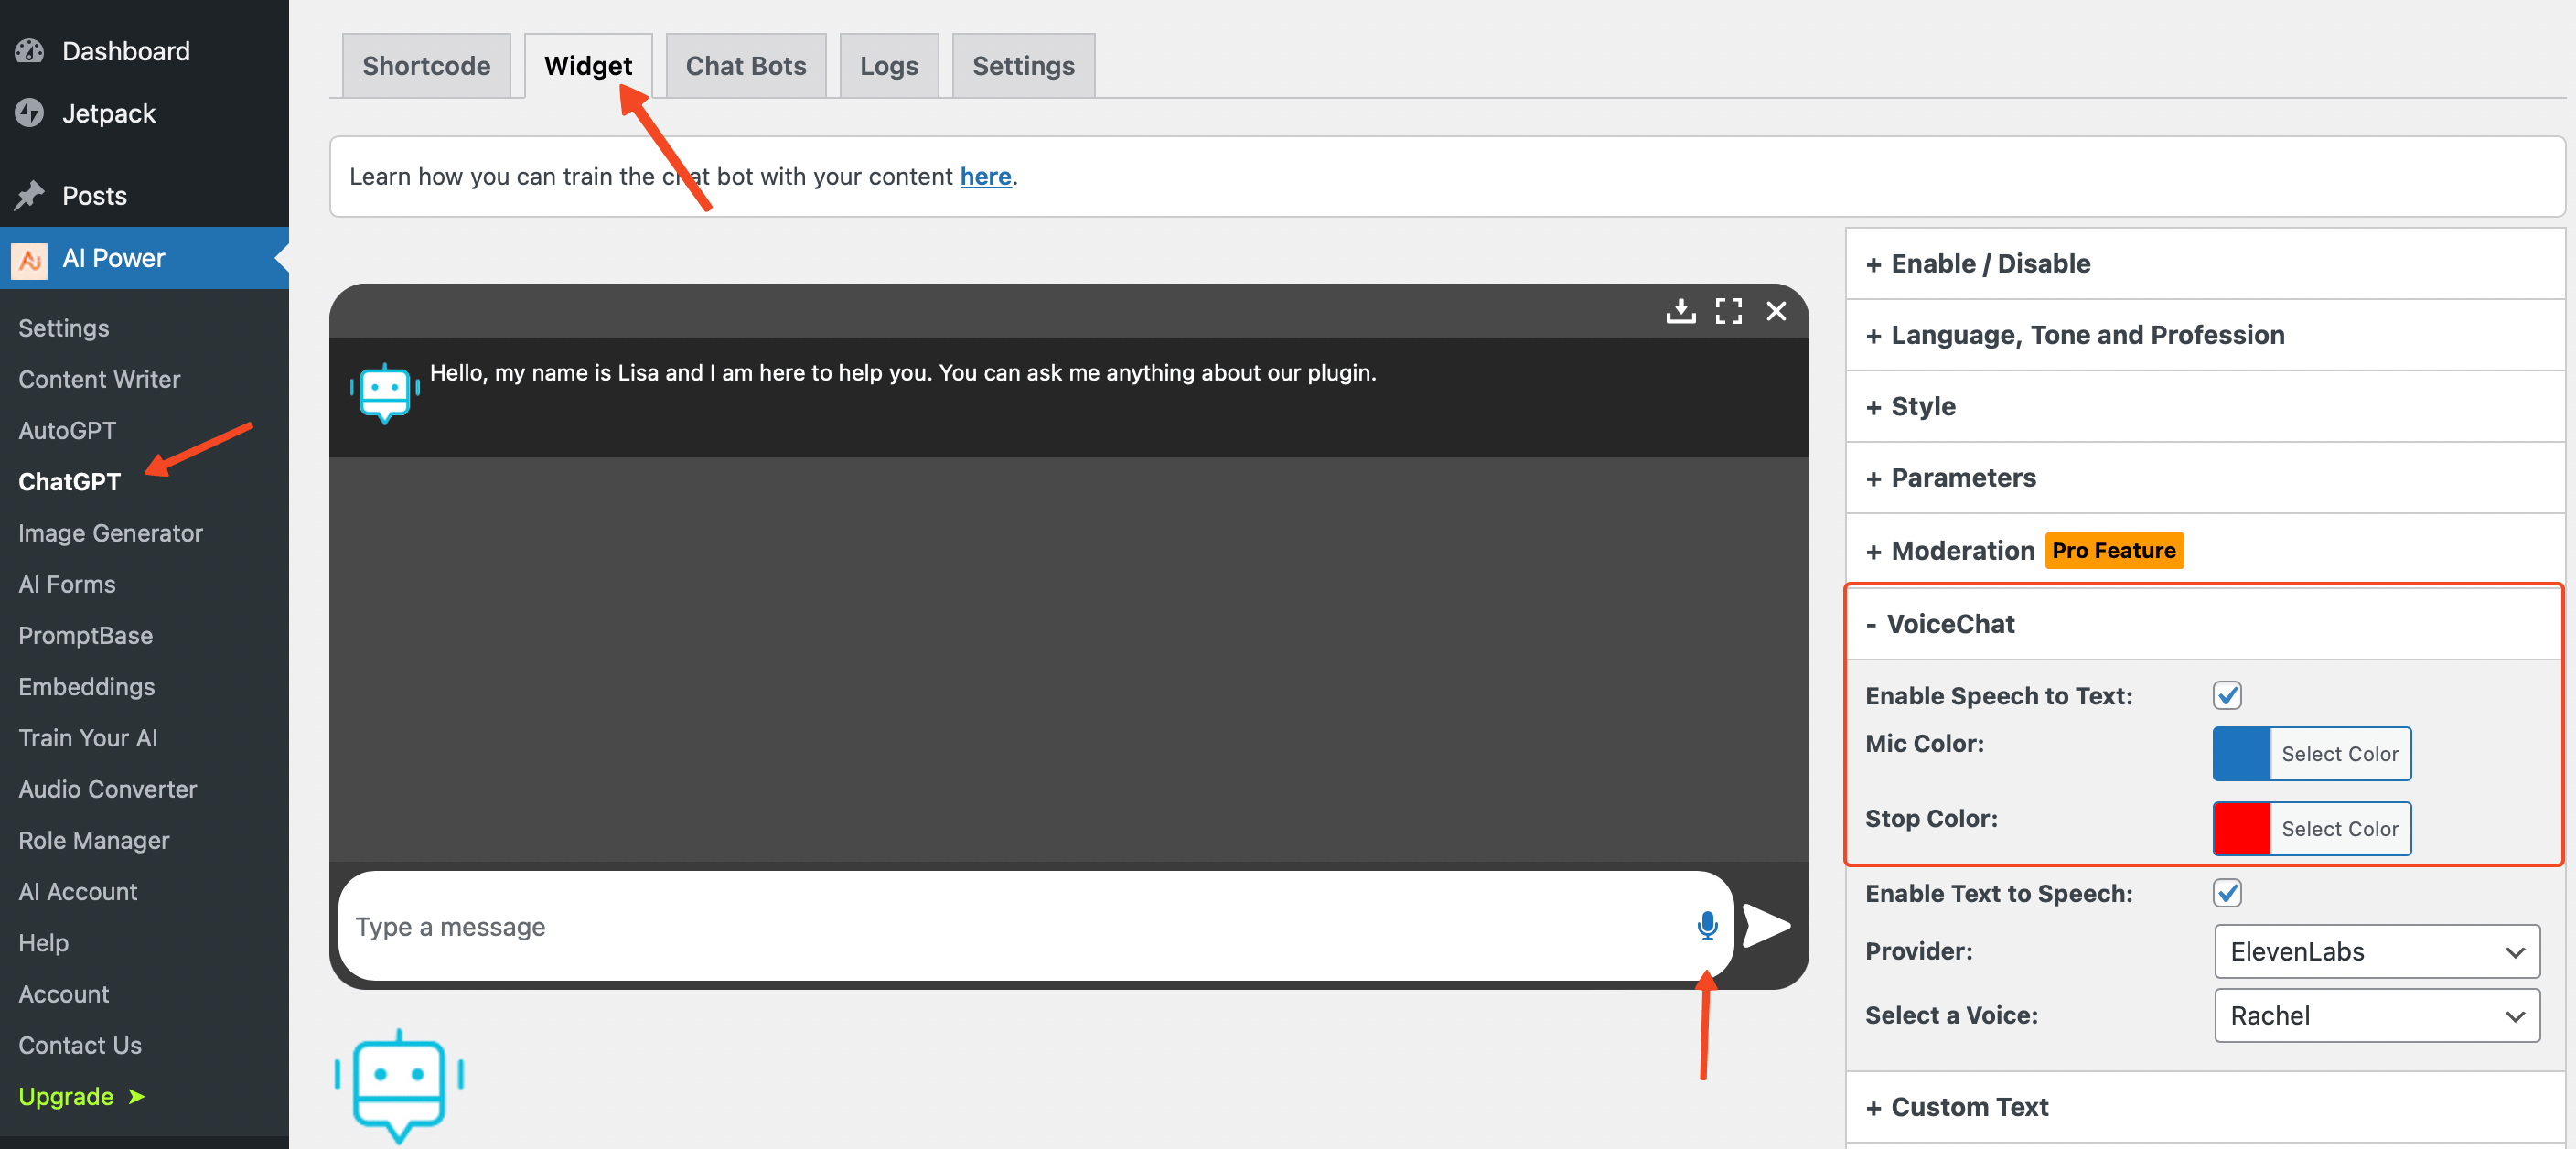 Dashboard
Jetpack
Posts
AI Power
Settings
Content Writer
AutoGPT
ChatGPT
Image Generator
AI Forms
PromptBase
Embeddings
Train Your AI
Audio Converter
Role Manager
AI Account
Help
Account
Contact Us
Upgrade ➤
Shortcode
Widget
Chat Bots
Logs
Settings
Learn how you can train the chat bot with your content here.
Hello, my name is Lisa and I am here to help you. You can ask me anything about our plugin.
Type a message
+ Enable / Disable
+ Language, Tone and Profession
+ Style
+ Parameters
+ Moderation Pro Feature
- VoiceChat
Enable Speech to Text:
Mic Color: Select Color
Stop Color: Select Color
Enable Text to Speech:
Provider: ElevenLabs
Select a Voice: Rachel
+ Custom Text